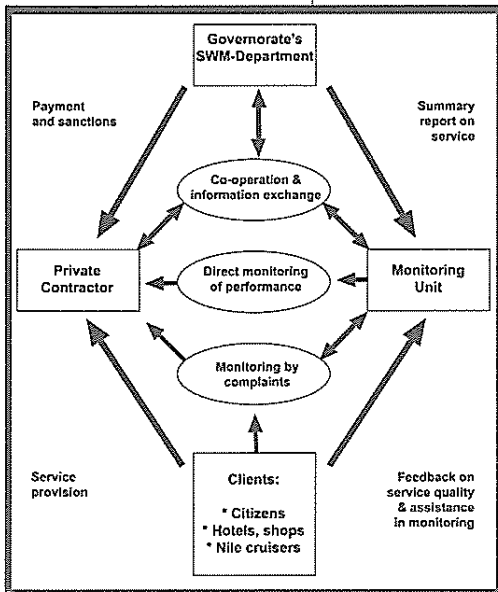 Governorate's
SWM-Department
Payment
and sanctions
Summary
report on
service
Co-operation &
information exchange
Private
Contractor
Direct monitoring
of performance
Monitoring
Unit
Monitoring by
complaints
Service
provision
Clients:
* Citizens
* Hotels, shops
* Nile cruisers
Feedback on
service quality
& assistance
in monitoring